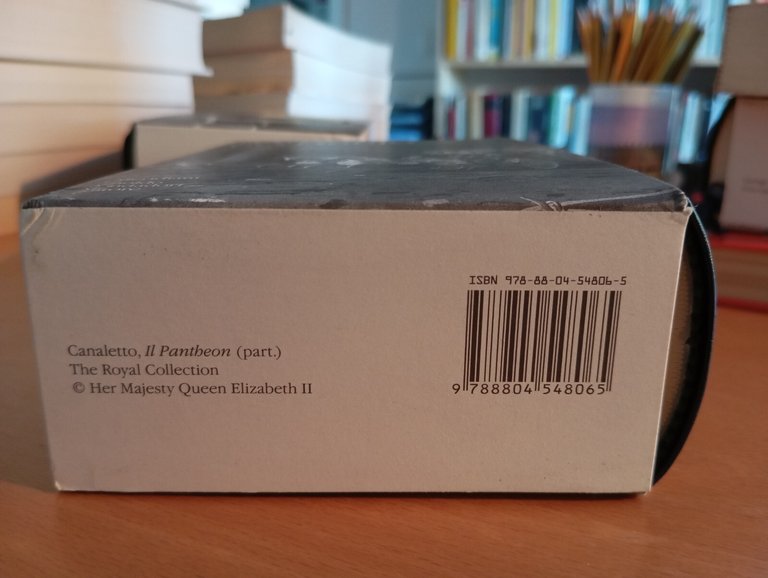 ISBN 978-88-04-54806-5
9 788804 548065
Canaletto, Il Pantheon (part.)
The Royal Collection
© Her Majesty Queen Elizabeth II